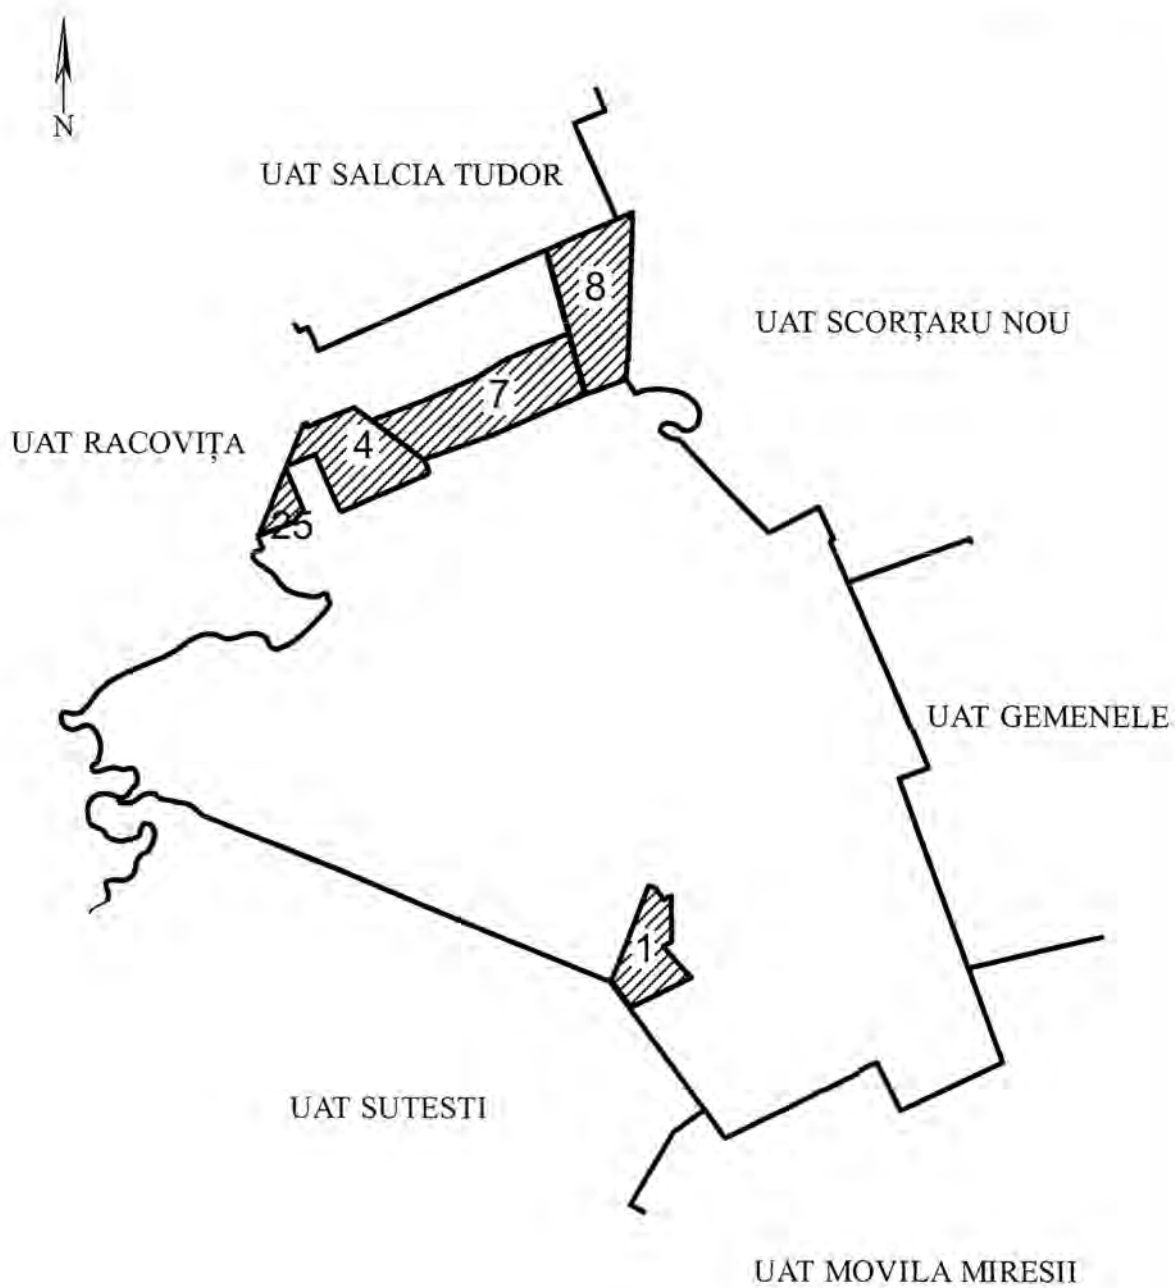 N
UAT SALCIA TUDOR
8
UAT SCORȚARU NOU
7
4
UAT RACOVIȚA
25
UAT GEMENELE
1
UAT SUTESTI
UAT MOVILA MIRESII